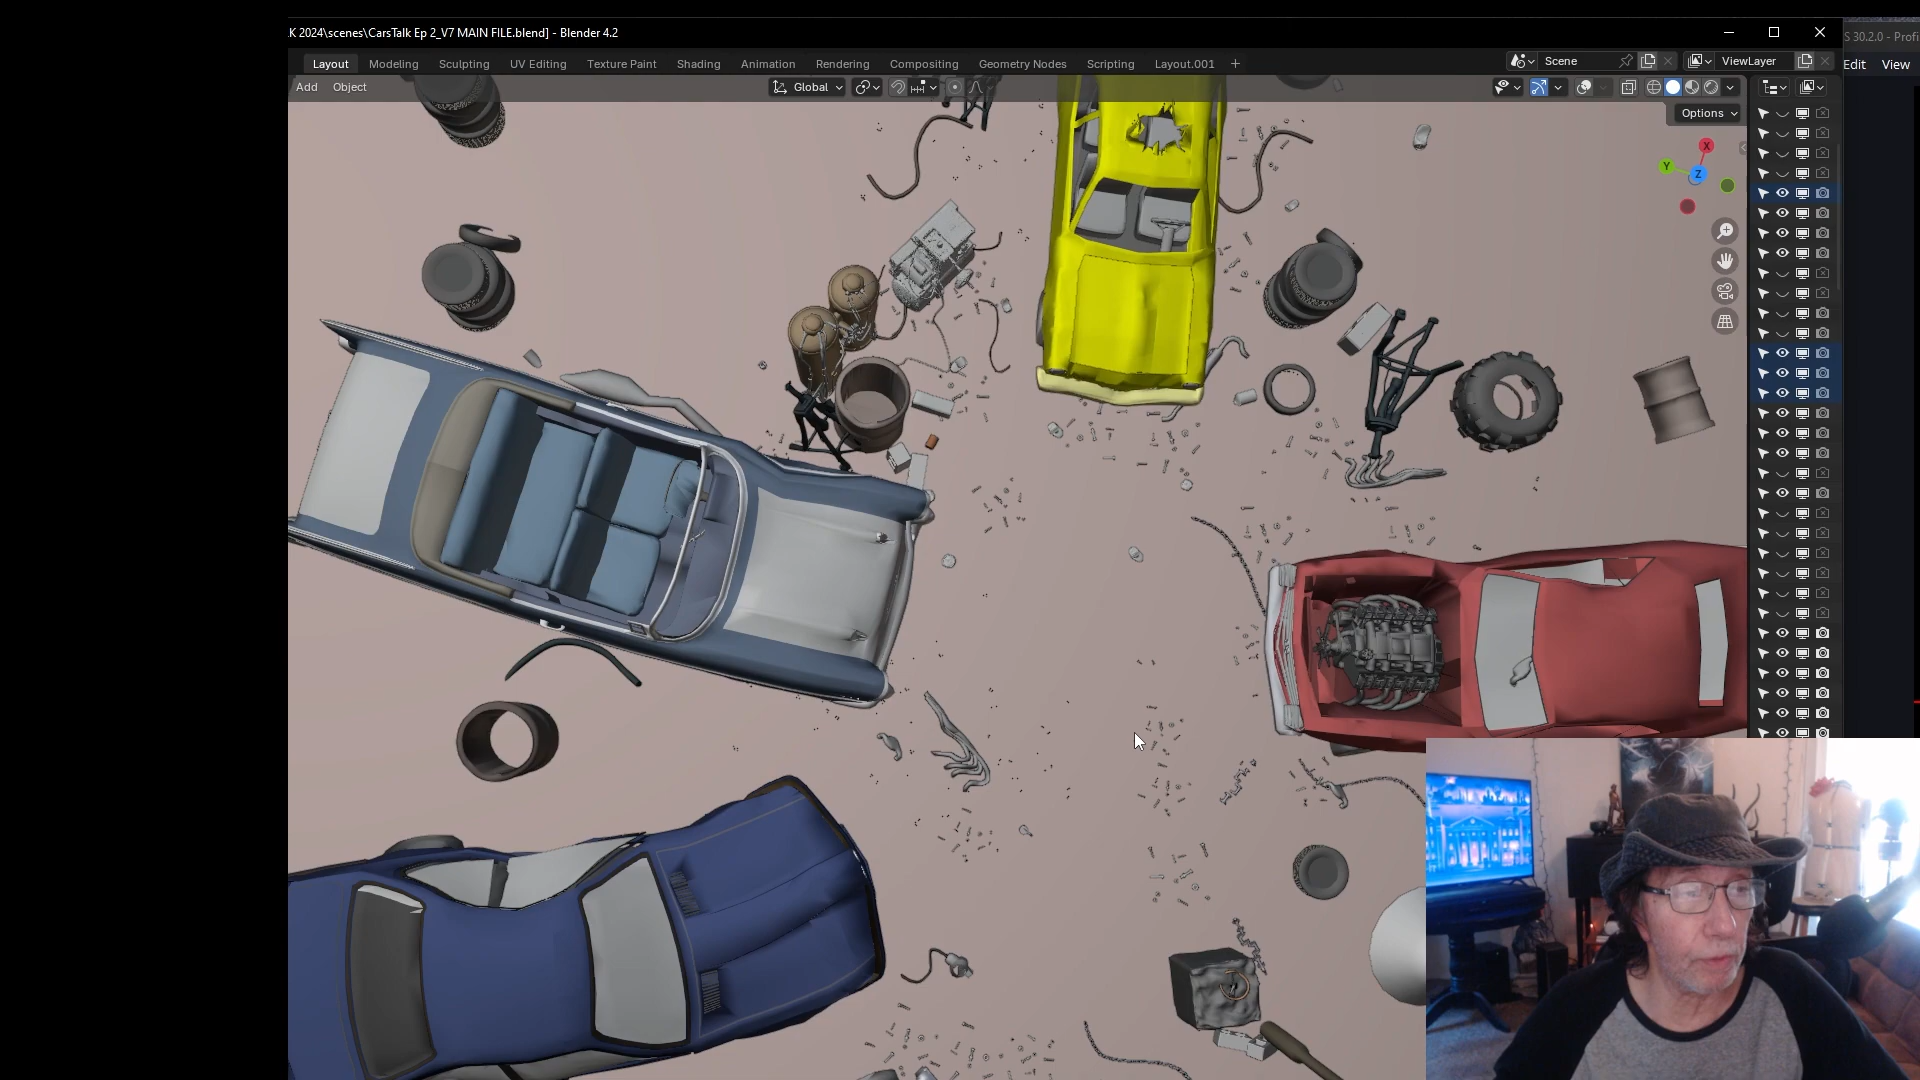 K 2024\scenes\CarsTalk Ep 2_V7 MAIN FILE.blend] - Blender 4.2
S 30.2.0 - Profi
Layout Modeling Sculpting UV Editing Texture Paint Shading Animation Rendering Compositing Geometry Nodes Scripting Layout.001 +
Scene
ViewLayer
Edit View
Add Object
Global
Options
X
Y
Z